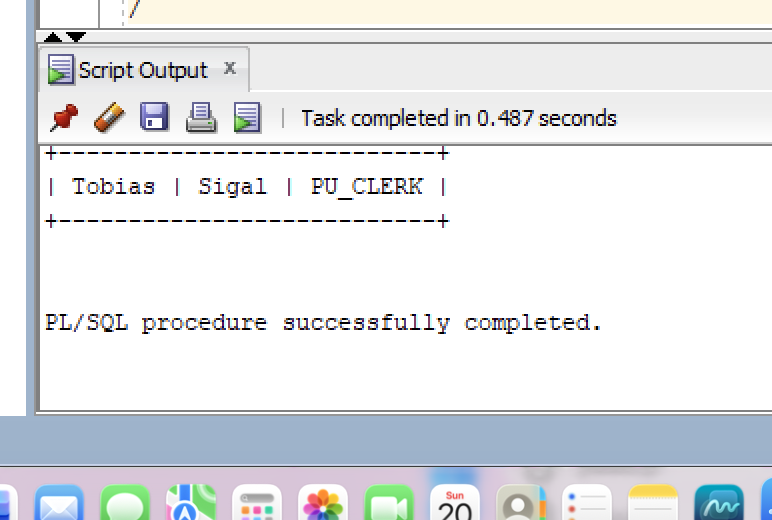 /
Script Output x
Task completed in 0.487 seconds
+---------------------------+
| Tobias | Sigal | PU_CLERK |
+---------------------------+
PL/SQL procedure successfully completed.
Sun
20